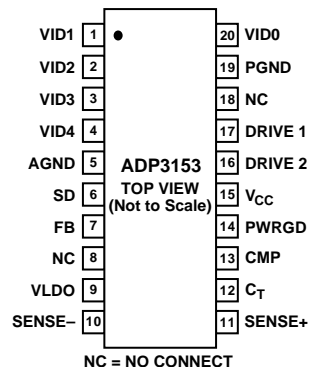 VID1 1 20 VID0
VID2 2 19 PGND
VID3 3 18 NC
VID4 4 17 DRIVE 1
AGND 5 16 DRIVE 2
ADP3153
SD 6 TOP VIEW 15 VCC
(Not to Scale)
FB 7 14 PWRGD
NC 8 13 CMP
VLDO 9 12 CT
SENSE– 10 11 SENSE+
NC = NO CONNECT